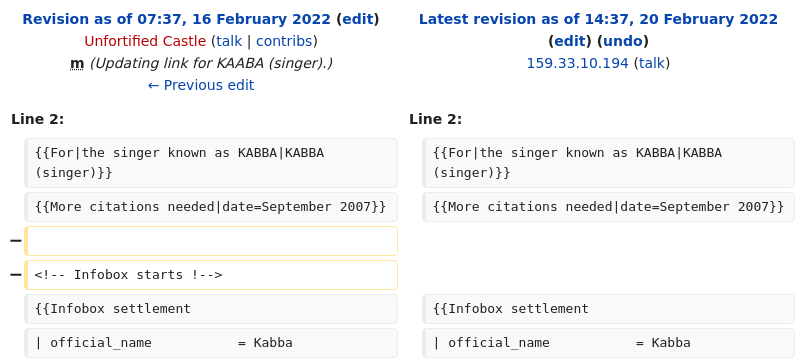 Revision as of 07:37, 16 February 2022 (edit)
Unfortified Castle (talk | contribs)
m (Updating link for KAABA (singer).)
← Previous edit
Latest revision as of 14:37, 20 February 2022
(edit) (undo)
159.33.10.194 (talk)
Line 2:
{{For|the singer known as KABBA|KABBA
(singer)}}
{{More citations needed|date=September 2007}}
−
− <!-- Infobox starts !-->
{{Infobox settlement
| official_name           = Kabba
Line 2:
{{For|the singer known as KABBA|KABBA
(singer)}}
{{More citations needed|date=September 2007}}
{{Infobox settlement
| official_name           = Kabba